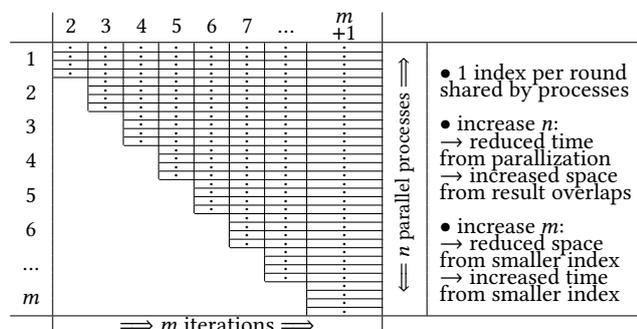 2 3 4 5 6 7 ... m
+1
1
2
3
4
5
6
...
m
⟸ n parallel processes ⟹
• 1 index per round
shared by processes
• increase n:
→ reduced time
from parallization
→ increased space
from result overlaps
• increase m:
→ reduced space
from smaller index
→ increased time
from smaller index
⟹ m iterations ⟹